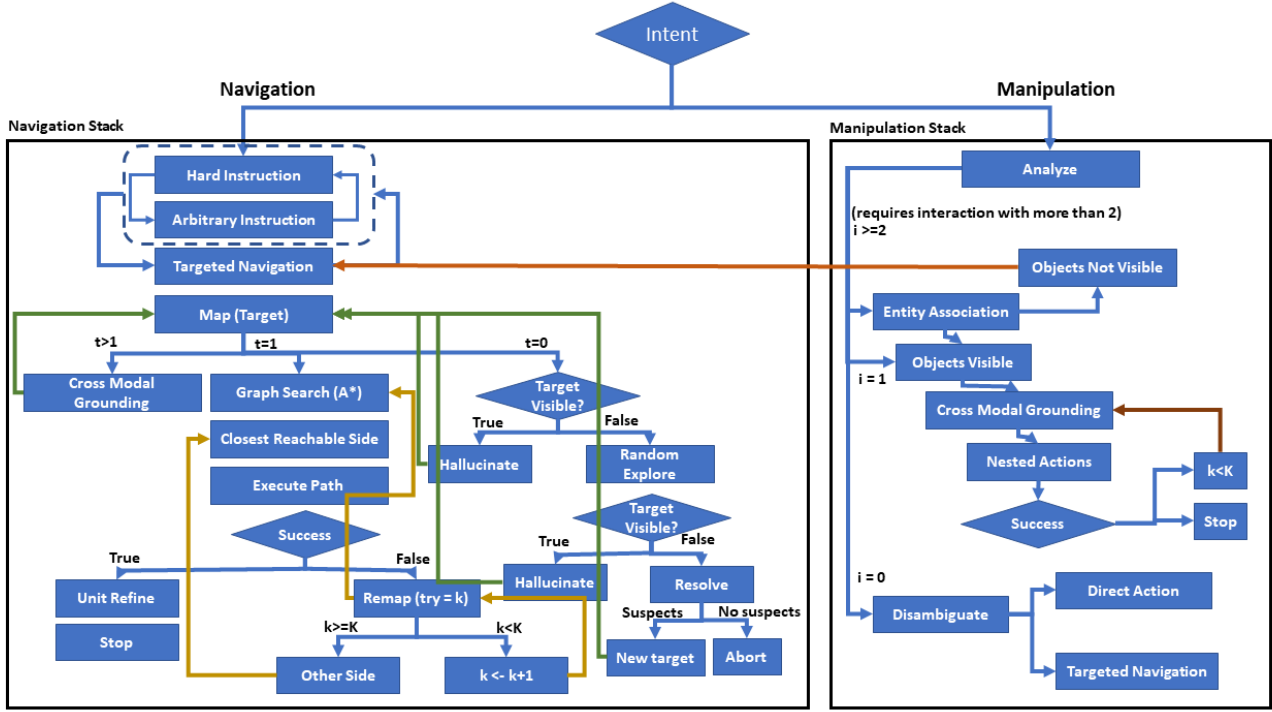 Intent
Navigation
Manipulation
Navigation Stack
Manipulation Stack
Hard Instruction
Arbitrary Instruction
Targeted Navigation
Map (Target)
t>1
t=1
t=0
Cross Modal
Grounding
Graph Search (A*)
Target
Visible?
True
False
Closest Reachable Side
Hallucinate
Random
Explore
Execute Path
Target
Visible?
Success
True
False
True
False
Unit Refine
Remap (try = k)
Hallucinate
Resolve
Suspects
No suspects
Stop
k>=K
k<K
Other Side
k <- k+1
New target
Abort
Analyze
(requires interaction with more than 2)
i >=2
Objects Not Visible
Entity Association
Objects Visible
i = 1
Cross Modal Grounding
Nested Actions
k<K
Success
Stop
i = 0
Direct Action
Disambiguate
Targeted Navigation